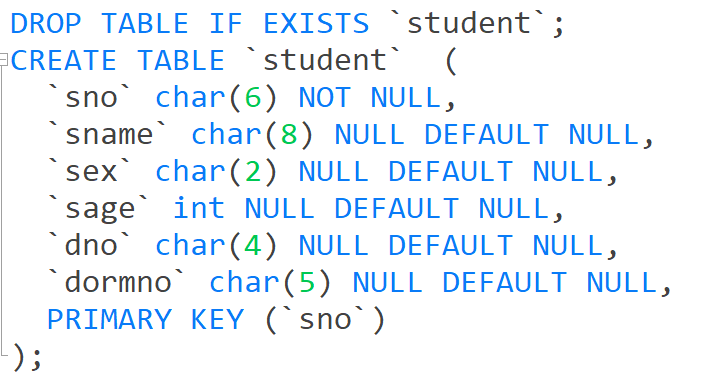 DROP TABLE IF EXISTS `student`;
CREATE TABLE `student`  (
  `sno` char(6) NOT NULL,
  `sname` char(8) NULL DEFAULT NULL,
  `sex` char(2) NULL DEFAULT NULL,
  `sage` int NULL DEFAULT NULL,
  `dno` char(4) NULL DEFAULT NULL,
  `dormno` char(5) NULL DEFAULT NULL,
  PRIMARY KEY (`sno`)
);